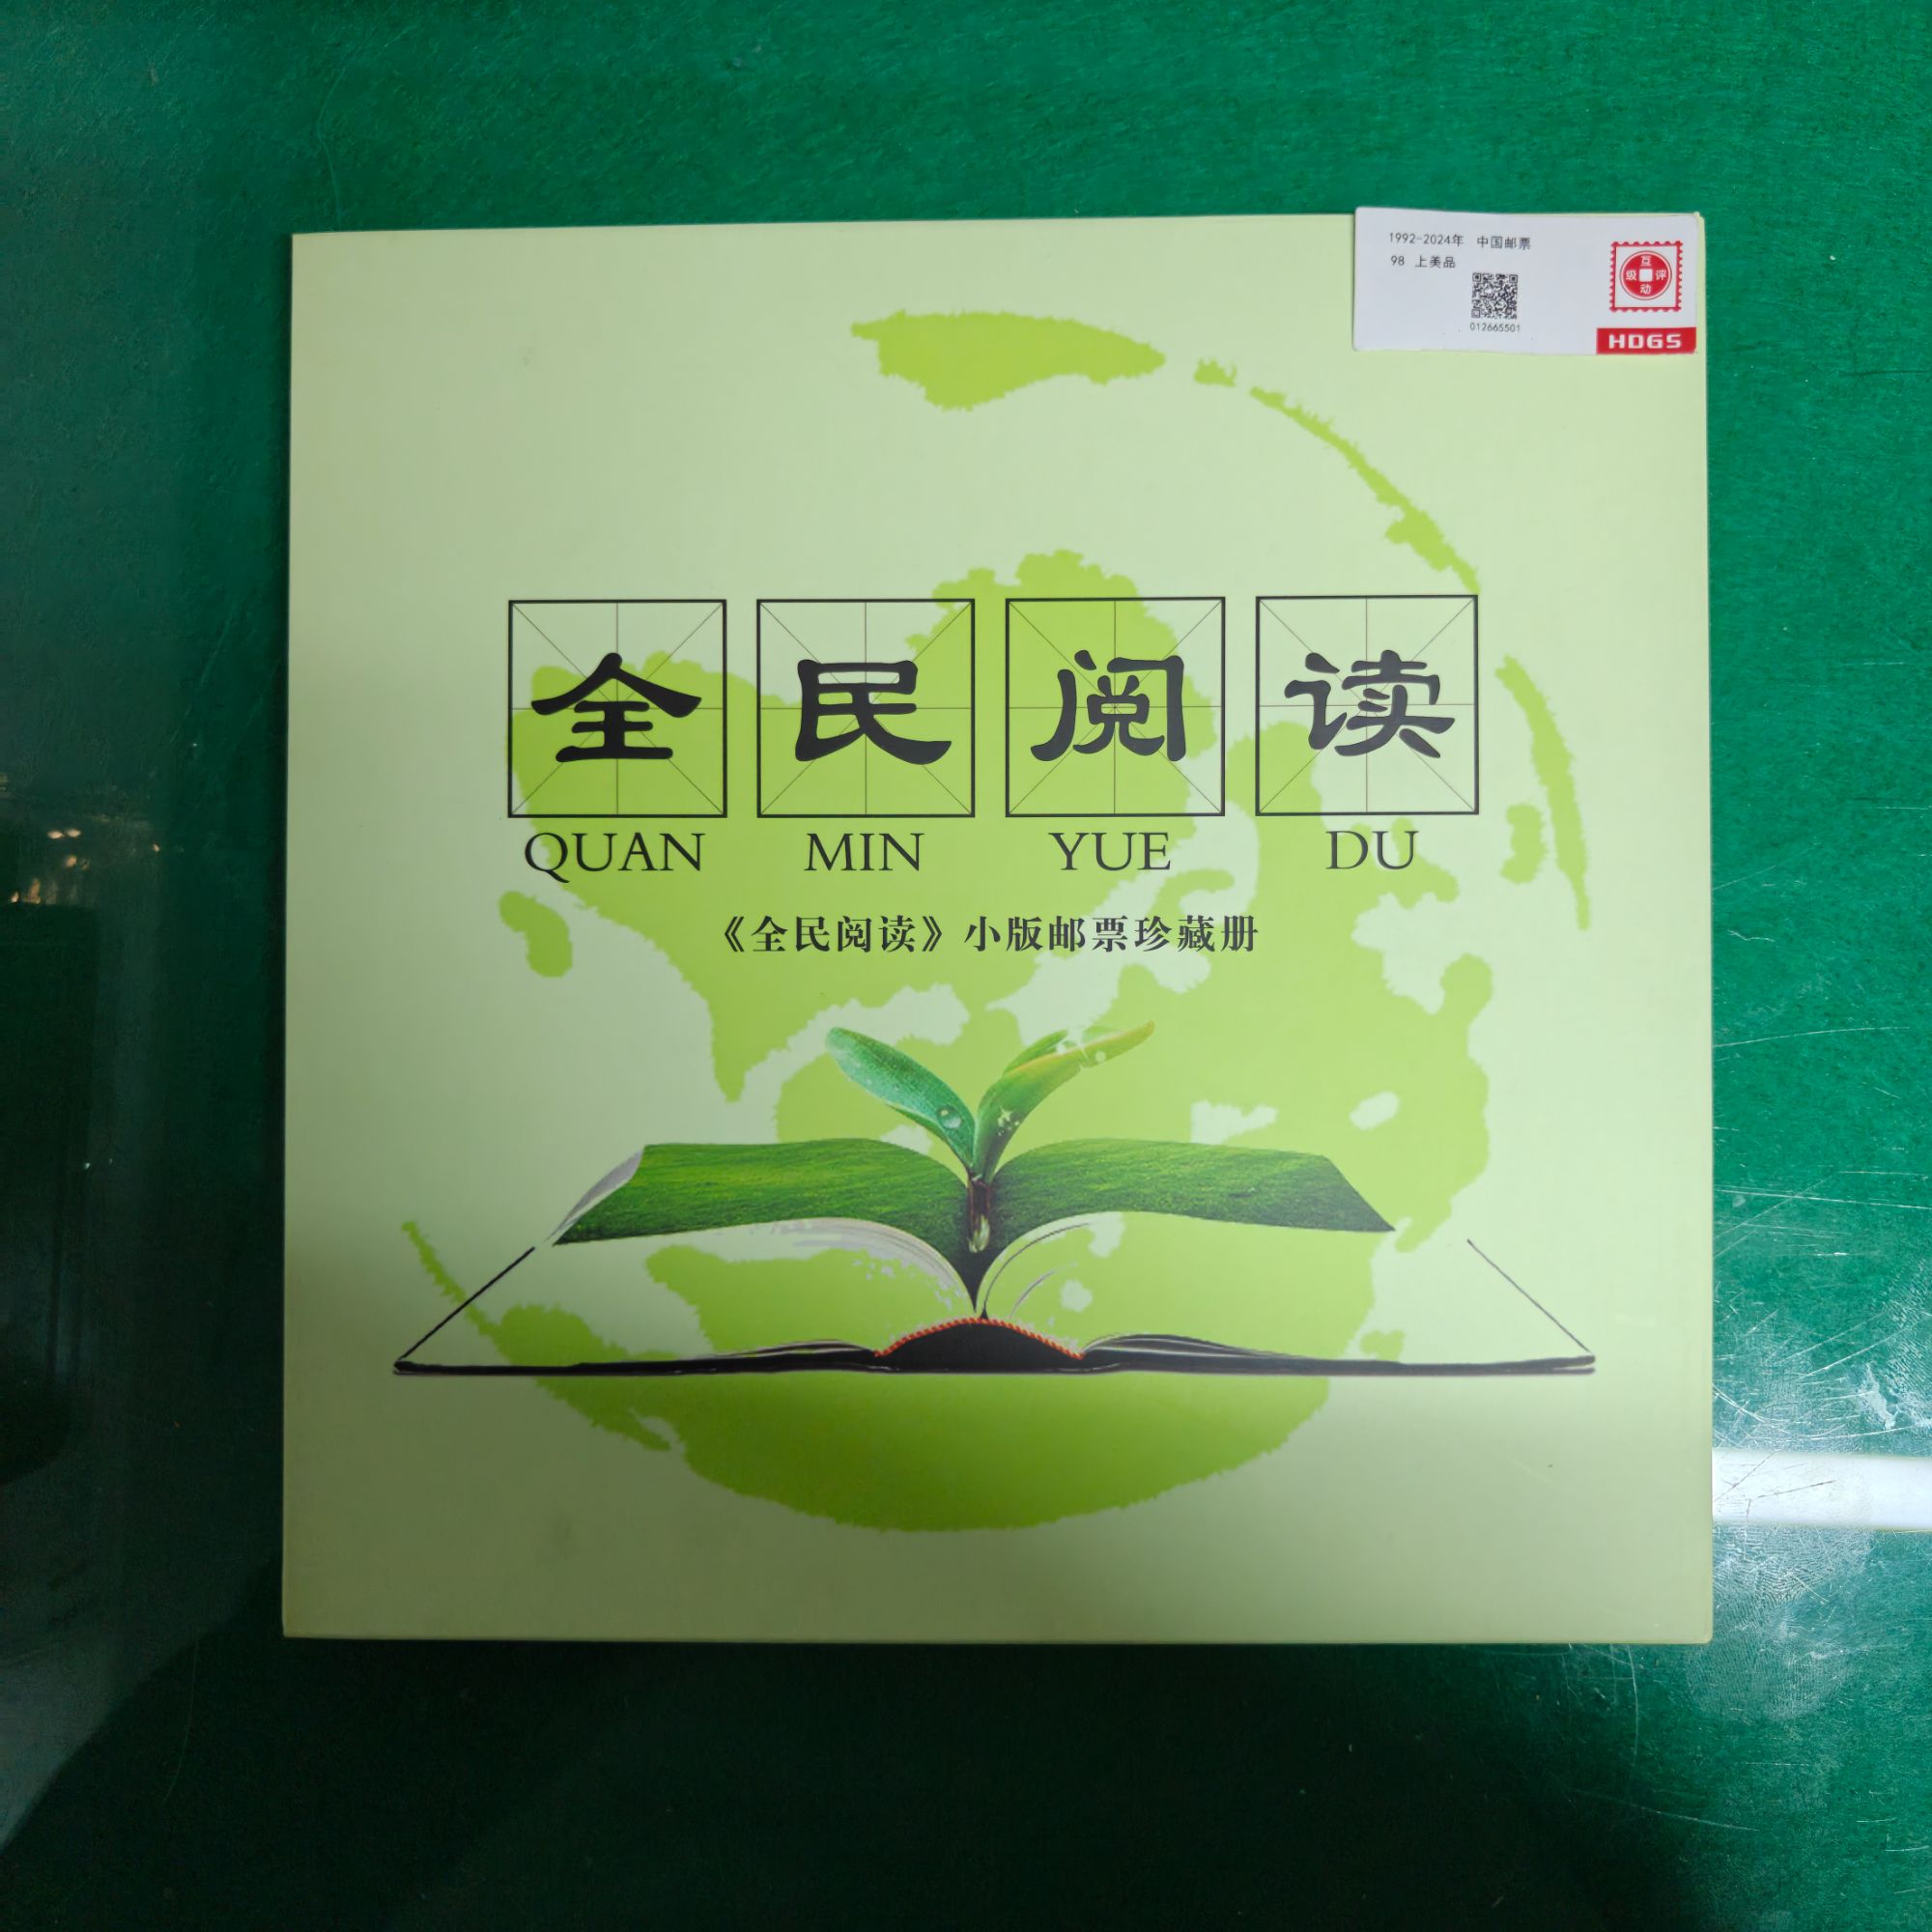 1992-2024年 中国邮票
98 上美品
012665501
互
级 评
动
HDGS
全 民 阅 读
QUAN MIN YUE DU
《全民阅读》小版邮票珍藏册